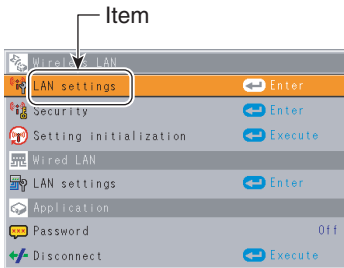 Item
Wireless LAN
LAN settings Enter
Security Enter
Setting initialization Execute
Wired LAN
LAN settings Enter
Application
Password Off
Disconnect Execute